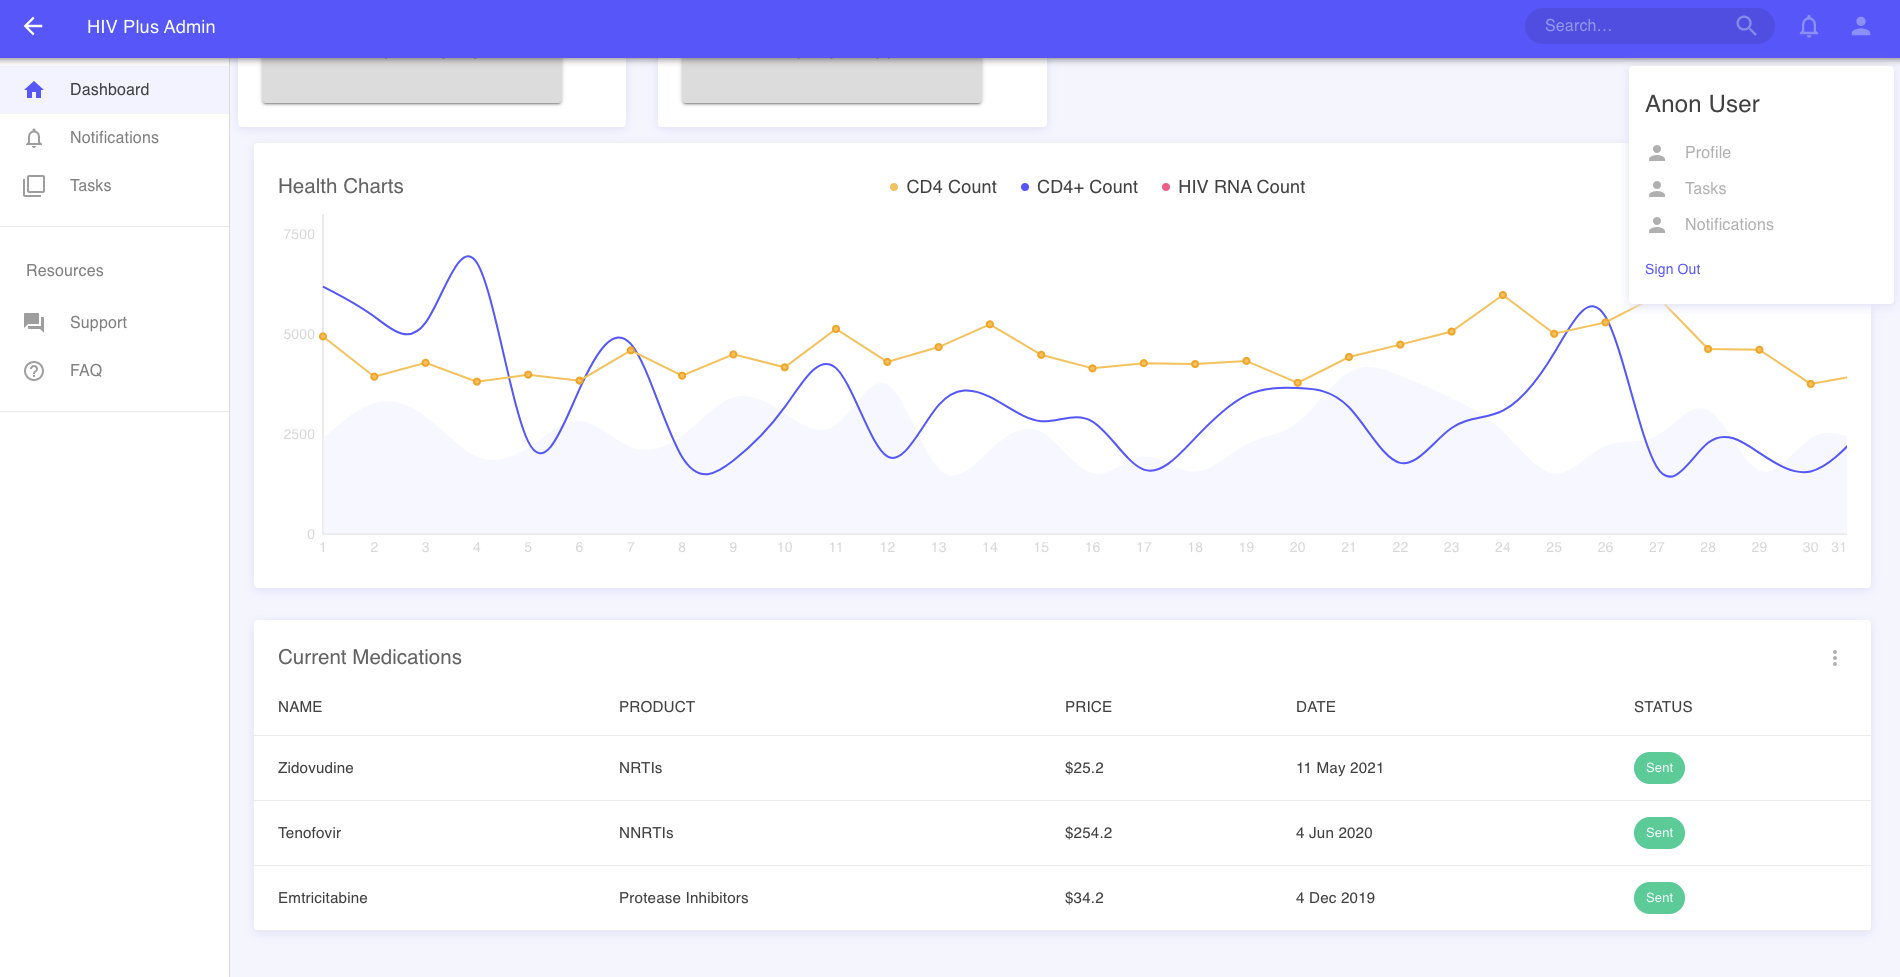 HIV Plus Admin
Search...
Dashboard
Notifications
Tasks
Resources
Support
FAQ
Anon User
Profile
Tasks
Notifications
Sign Out
Health Charts
CD4 Count CD4+ Count HIV RNA Count
7500
5000
2500
0
1 2 3 4 5 6 7 8 9 10 11 12 13 14 15 16 17 18 19 20 21 22 23 24 25 26 27 28 29 30 31
Current Medications
NAME PRODUCT PRICE DATE STATUS
Zidovudine NRTIs $25.2 11 May 2021 Sent
Tenofovir NNRTIs $254.2 4 Jun 2020 Sent
Emtricitabine Protease Inhibitors $34.2 4 Dec 2019 Sent